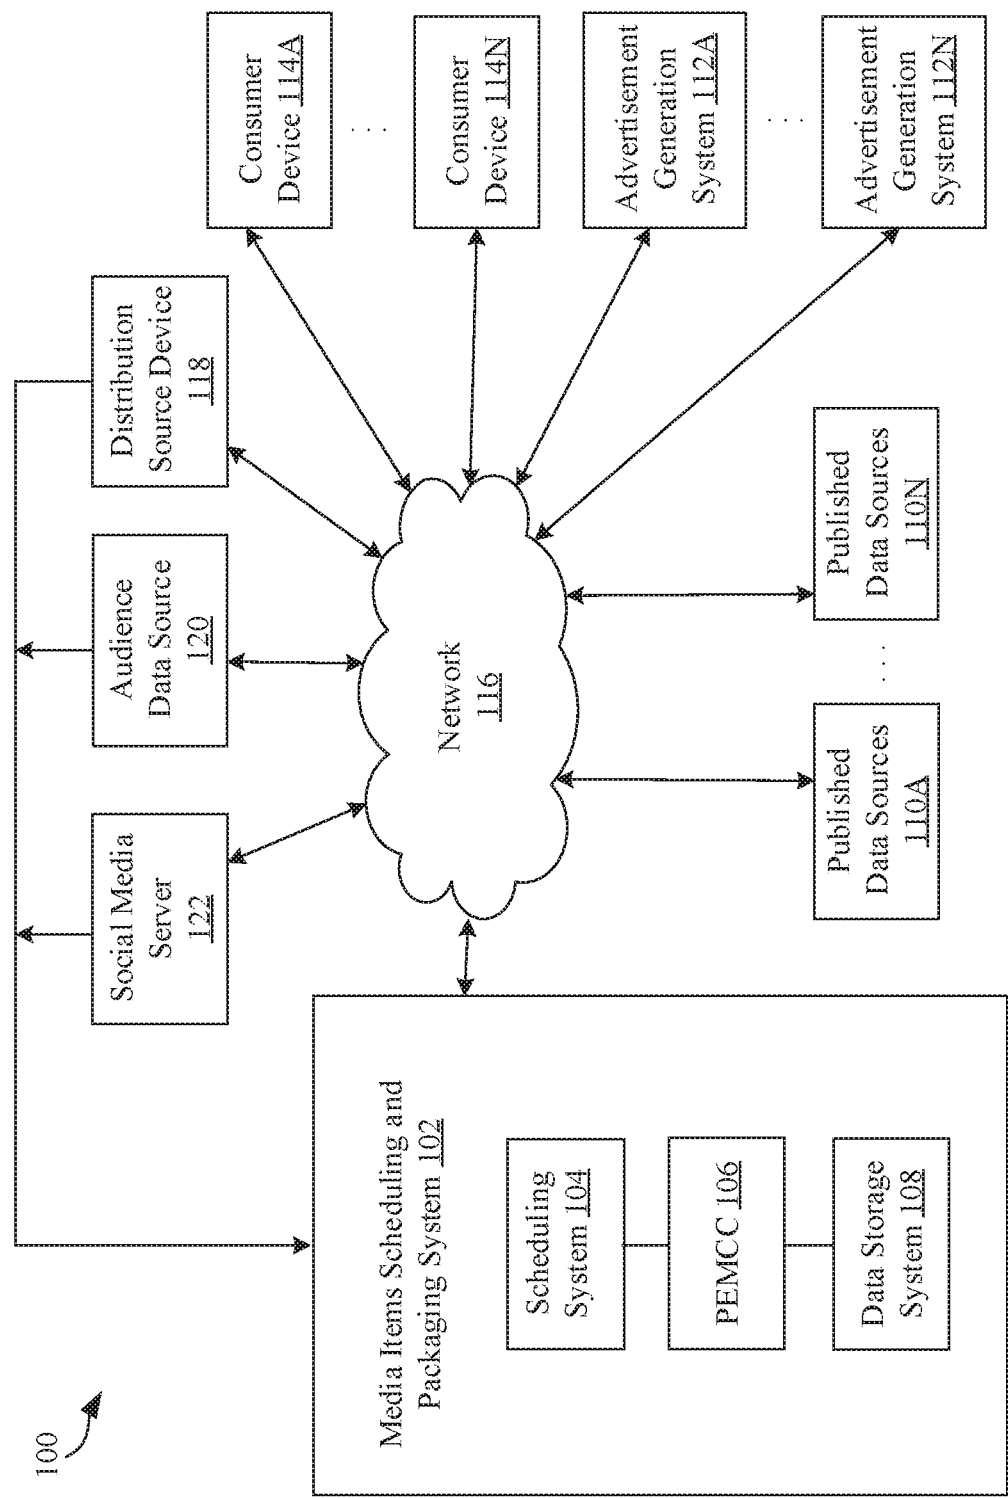 100
Media Items Scheduling and
Packaging System 102
Scheduling
System 104
PEMCC 106
Data Storage
System 108
Social Media
Server
122
Audience
Data Source
120
Distribution
Source Device
118
Network
116
Published
Data Sources
110A
. . . .
Published
Data Sources
110N
Consumer
Device 114A
. . .
Consumer
Device 114N
Advertisement
Generation
System 112A
. . .
Advertisement
Generation
System 112N